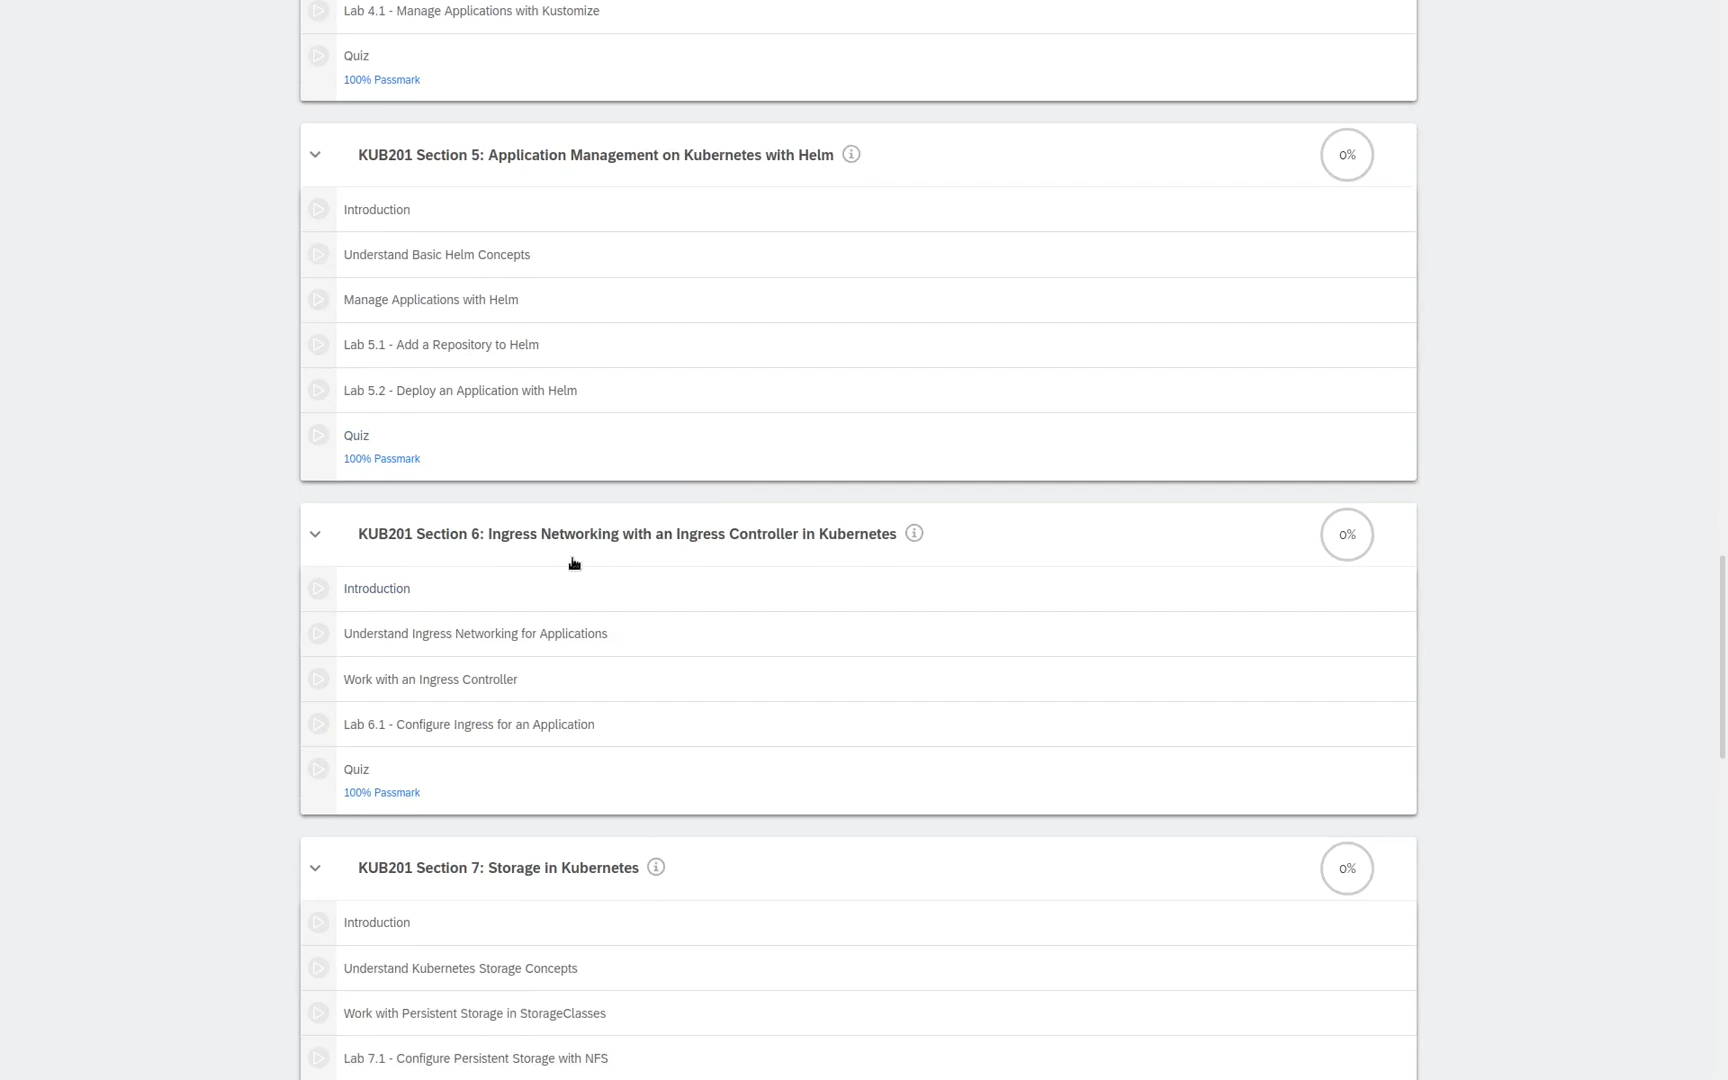 Lab 4.1 - Manage Applications with Kustomize
Quiz
100% Passmark
KUB201 Section 5: Application Management on Kubernetes with Helm
0%
Introduction
Understand Basic Helm Concepts
Manage Applications with Helm
Lab 5.1 - Add a Repository to Helm
Lab 5.2 - Deploy an Application with Helm
Quiz
100% Passmark
KUB201 Section 6: Ingress Networking with an Ingress Controller in Kubernetes
0%
Introduction
Understand Ingress Networking for Applications
Work with an Ingress Controller
Lab 6.1 - Configure Ingress for an Application
Quiz
100% Passmark
KUB201 Section 7: Storage in Kubernetes
0%
Introduction
Understand Kubernetes Storage Concepts
Work with Persistent Storage in StorageClasses
Lab 7.1 - Configure Persistent Storage with NFS